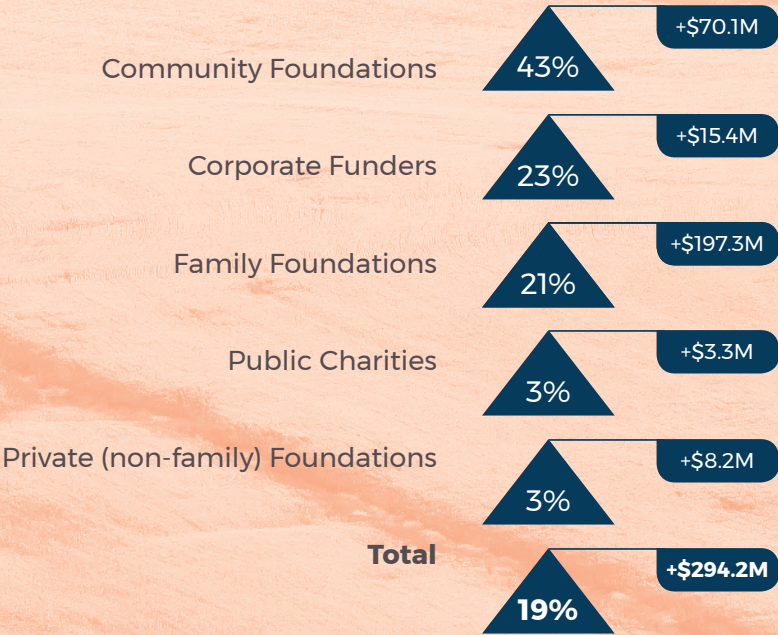 +$70.1M
Community Foundations
43%
+$15.4M
Corporate Funders
23%
+$197.3M
Family Foundations
21%
+$3.3M
Public Charities
3%
+$8.2M
Private (non-family) Foundations
3%
Total
+$294.2M
19%